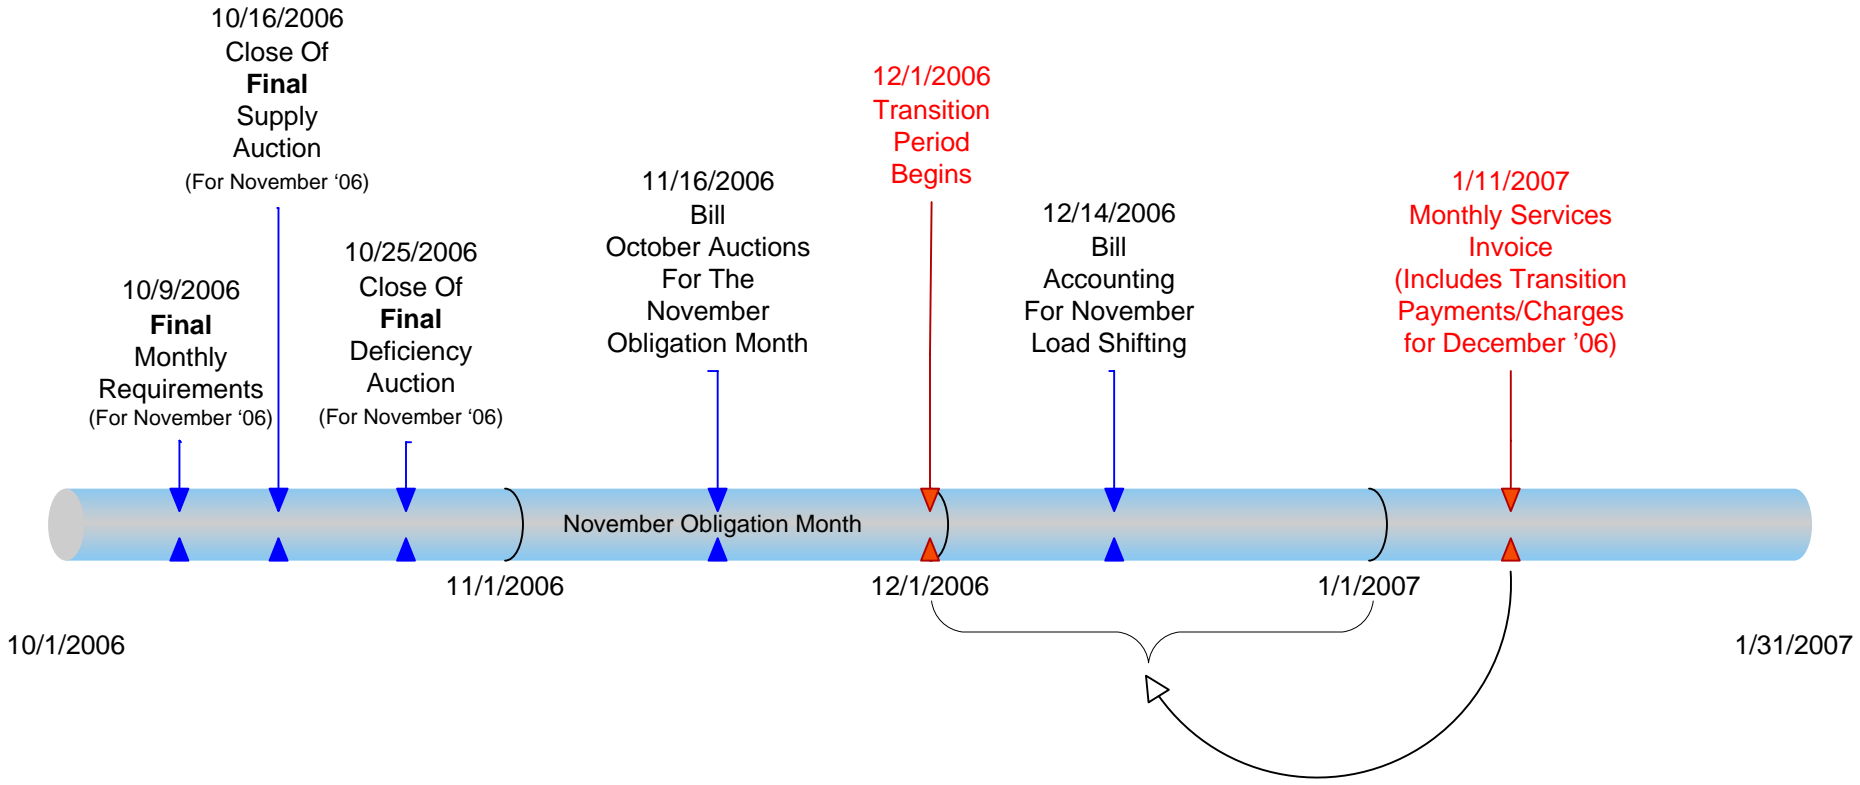 10/16/2006
Close Of
Final
Supply
Auction
(For November ‘06)
10/9/2006
Final
Monthly
Requirements
(For November ‘06)
10/25/2006
Close Of
Final
Deficiency
Auction
(For November ‘06)
11/16/2006
Bill
October Auctions
For The
November
Obligation Month
12/1/2006
Transition
Period
Begins
12/14/2006
Bill
Accounting
For November
Load Shifting
1/11/2007
Monthly Services
Invoice
(Includes Transition
Payments/Charges
for December ’06)
November Obligation Month
11/1/2006
12/1/2006
1/1/2007
10/1/2006
1/31/2007